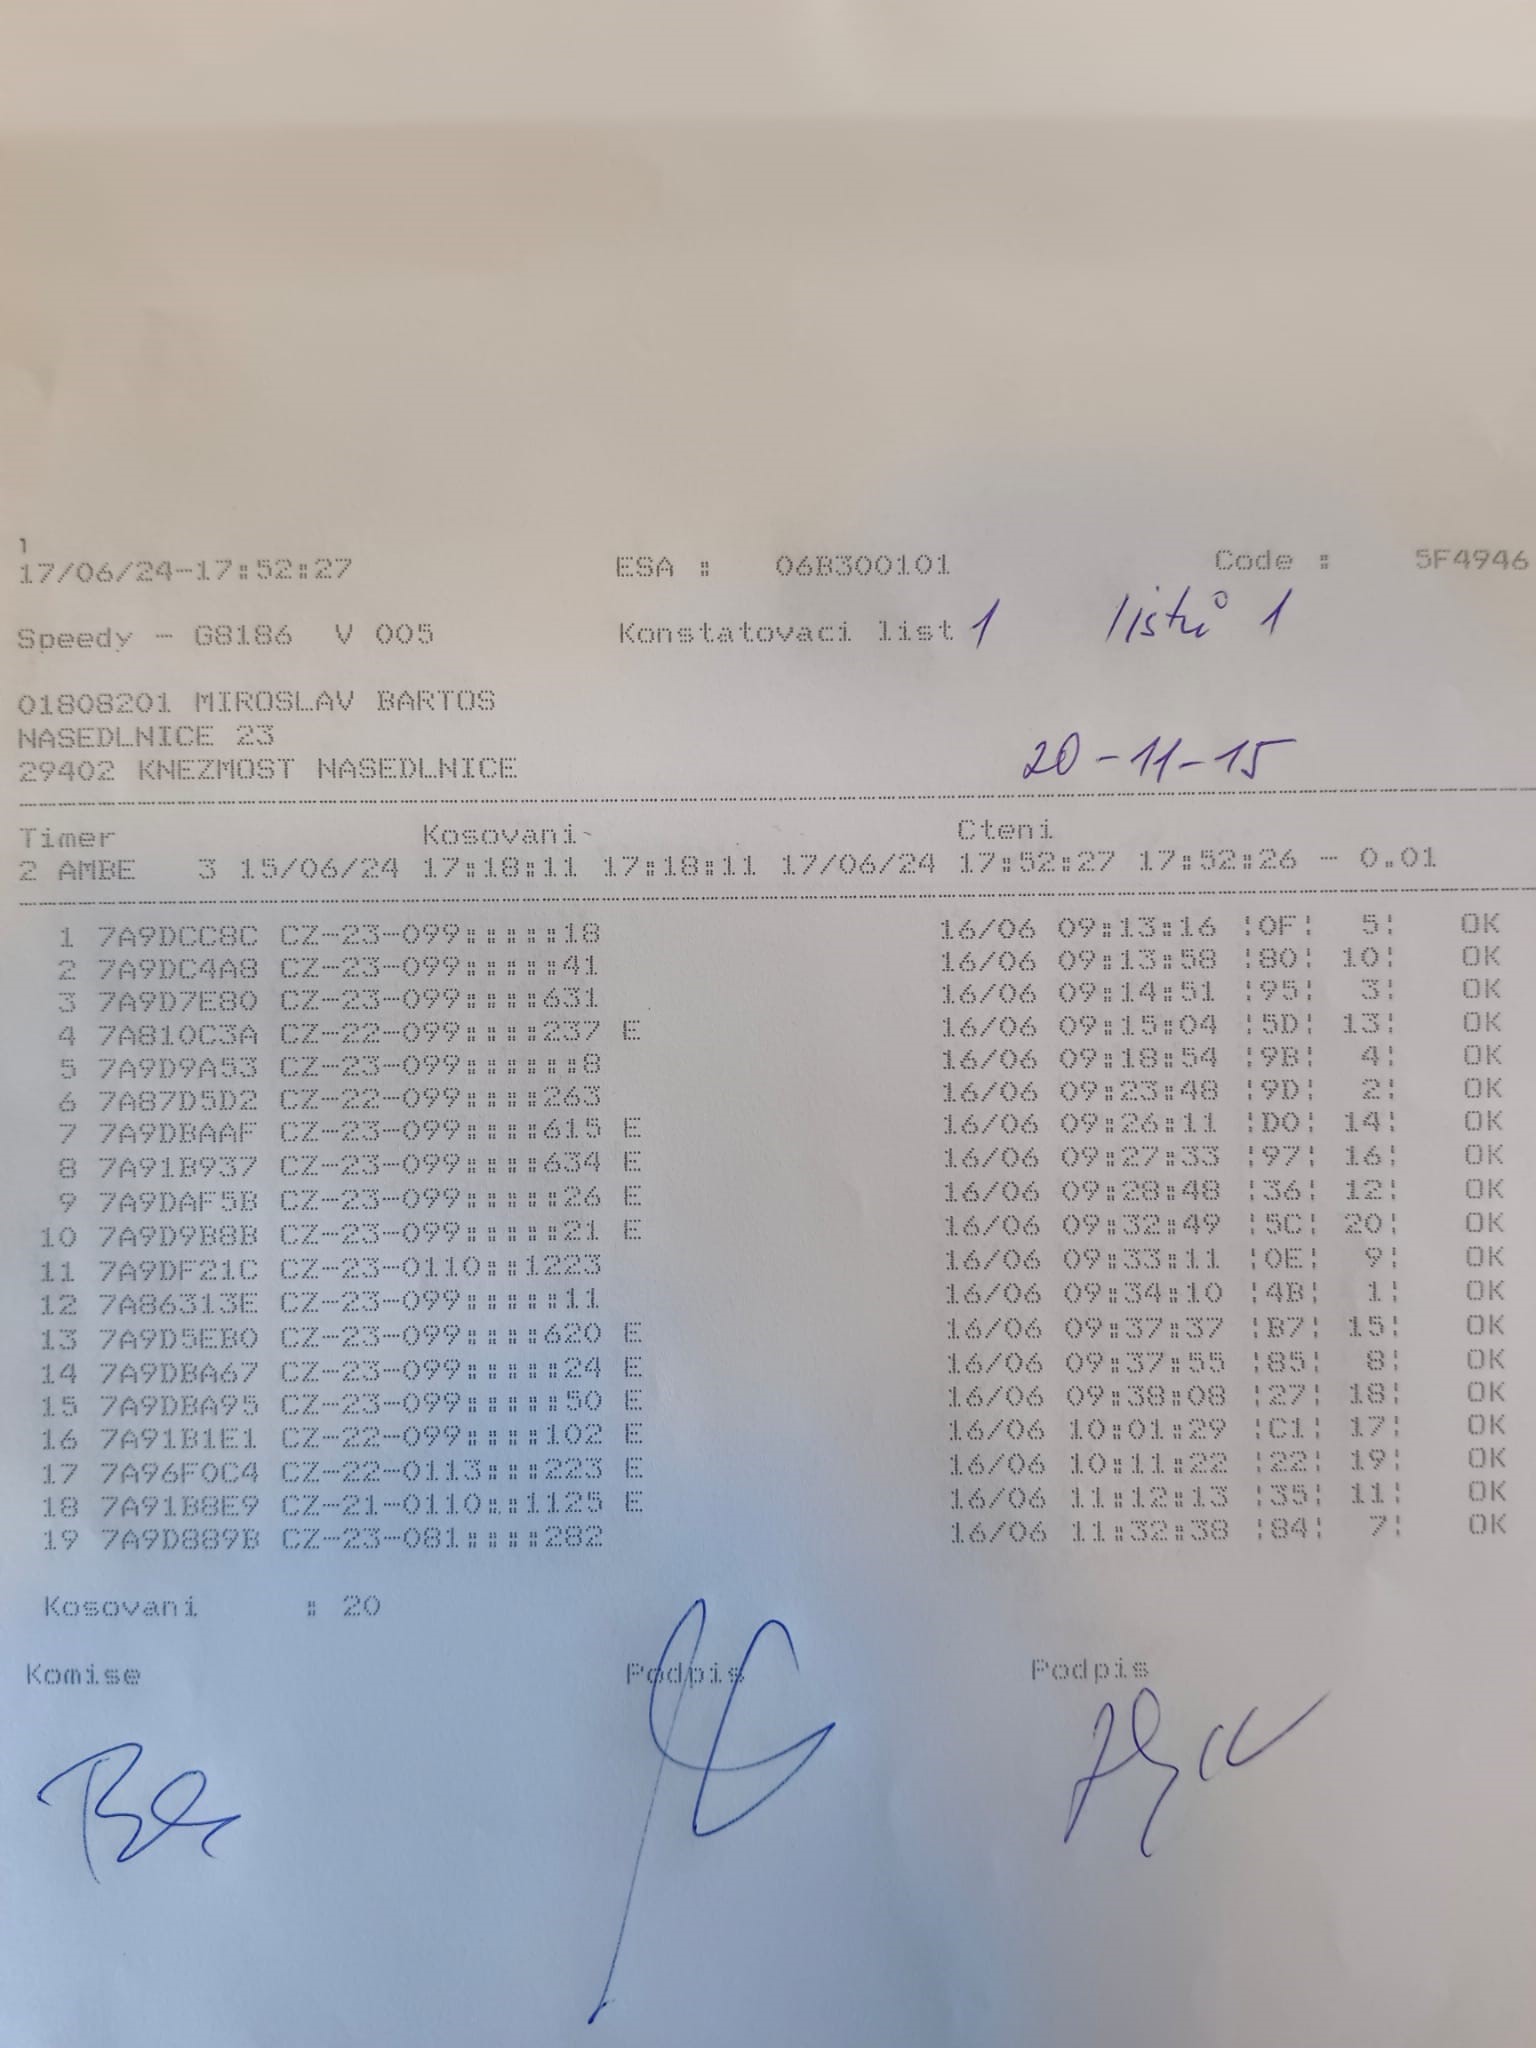 1
17/06/24-17:52:27 ESA : 06B300101 Code : 5F4946
Speedy - G8186 V 005 Konstatovaci list 1 listů 1
01808201 MIROSLAV BARTOS
NASEDLNICE 23
29402 KNEZMOST NASEDLNICE 20-11-15
Timer Kosovani Cteni
2 AMBE 3 15/06/24 17:18:11 17:18:11 17/06/24 17:52:27 17:52:26 - 0.01
1 7A9DCC8C CZ-23-099:::::18 16/06 09:13:16 ¦0F¦ 5¦ OK
2 7A9DC4A8 CZ-23-099:::::41 16/06 09:13:58 ¦80¦ 10¦ OK
3 7A9D7E80 CZ-23-099::::631 16/06 09:14:51 ¦95¦ 3¦ OK
4 7A810C3A CZ-22-099::::237 E 16/06 09:15:04 ¦5D¦ 13¦ OK
5 7A9D9A53 CZ-23-099::::::8 16/06 09:18:54 ¦9B¦ 4¦ OK
6 7A87D5D2 CZ-22-099::::263 16/06 09:23:48 ¦9D¦ 2¦ OK
7 7A9DBAAF CZ-23-099::::615 E 16/06 09:26:11 ¦D0¦ 14¦ OK
8 7A91B937 CZ-23-099::::634 E 16/06 09:27:33 ¦97¦ 16¦ OK
9 7A9DAF5B CZ-23-099:::::26 E 16/06 09:28:48 ¦36¦ 12¦ OK
10 7A9D9B8B CZ-23-099:::::21 E 16/06 09:32:49 ¦5C¦ 20¦ OK
11 7A9DF21C CZ-23-0110::1223 16/06 09:33:11 ¦0E¦ 9¦ OK
12 7A86313E CZ-23-099:::::11 16/06 09:34:10 ¦4B¦ 1¦ OK
13 7A9D5EB0 CZ-23-099::::620 E 16/06 09:37:37 ¦B7¦ 15¦ OK
14 7A9DBA67 CZ-23-099:::::24 E 16/06 09:37:55 ¦85¦ 8¦ OK
15 7A9DBA95 CZ-23-099:::::50 E 16/06 09:38:08 ¦27¦ 18¦ OK
16 7A91B1E1 CZ-22-099::::102 E 16/06 10:01:29 ¦C1¦ 17¦ OK
17 7A96F0C4 CZ-22-0113:::223 E 16/06 10:11:22 ¦22¦ 19¦ OK
18 7A91B8E9 CZ-21-0110::1125 E 16/06 11:12:13 ¦35¦ 11¦ OK
19 7A9D889B CZ-23-081::::282 16/06 11:32:38 ¦84¦ 7¦ OK
Kosovani : 20
Komise Podpis Podpis